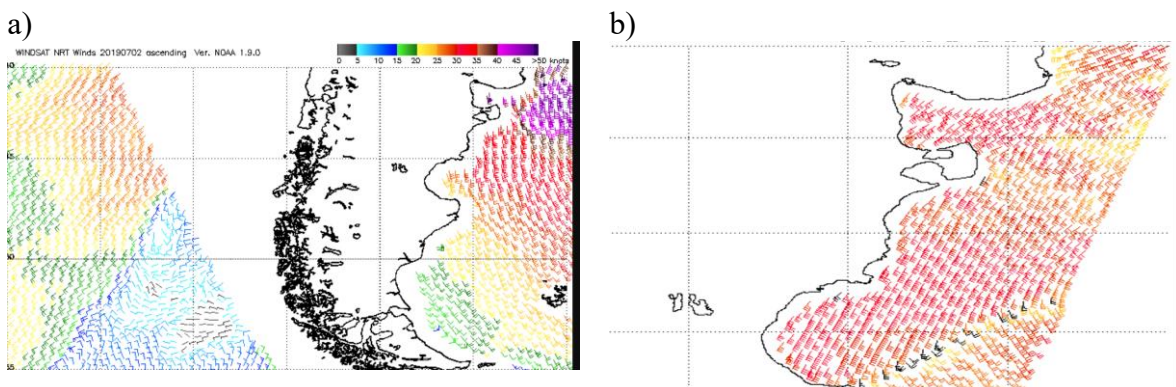 a)
b)
WINDSAT NRT Winds 20190702 ascending Ver. NOAA 1.9.0
0 5 10 15 20 25 30 35 40 45 >50 knots